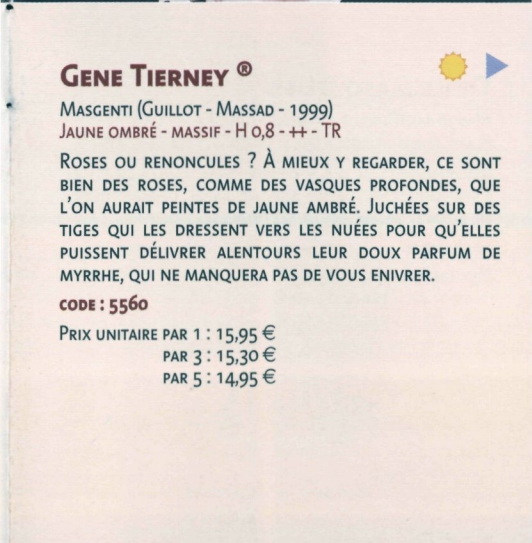 GENE TIERNEY ®
MASGENTI (GUILLOT - MASSAD - 1999)
JAUNE OMBRÉ - MASSIF - H 0,8 - ++ - TR
ROSES OU RENONCULES ? À MIEUX Y REGARDER, CE SONT
BIEN DES ROSES, COMME DES VASQUES PROFONDES, QUE
L'ON AURAIT PEINTES DE JAUNE AMBRÉ. JUCHÉES SUR DES
TIGES QUI LES DRESSENT VERS LES NUÉES POUR QU'ELLES
PUISSENT DÉLIVRER ALENTOURS LEUR DOUX PARFUM DE
MYRRHE, QUI NE MANQUERA PAS DE VOUS ENIVRER.
CODE : 5560
PRIX UNITAIRE PAR 1 : 15,95 €
PAR 3 : 15,30 €
PAR 5 : 14,95 €